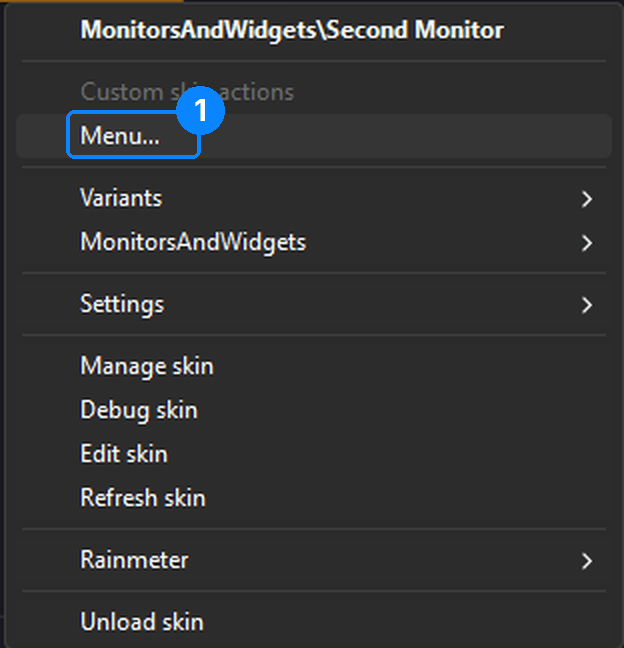 MonitorsAndWidgets\Second Monitor
Custom skin actions
1
Menu...
Variants
MonitorsAndWidgets
Settings
Manage skin
Debug skin
Edit skin
Refresh skin
Rainmeter
Unload skin